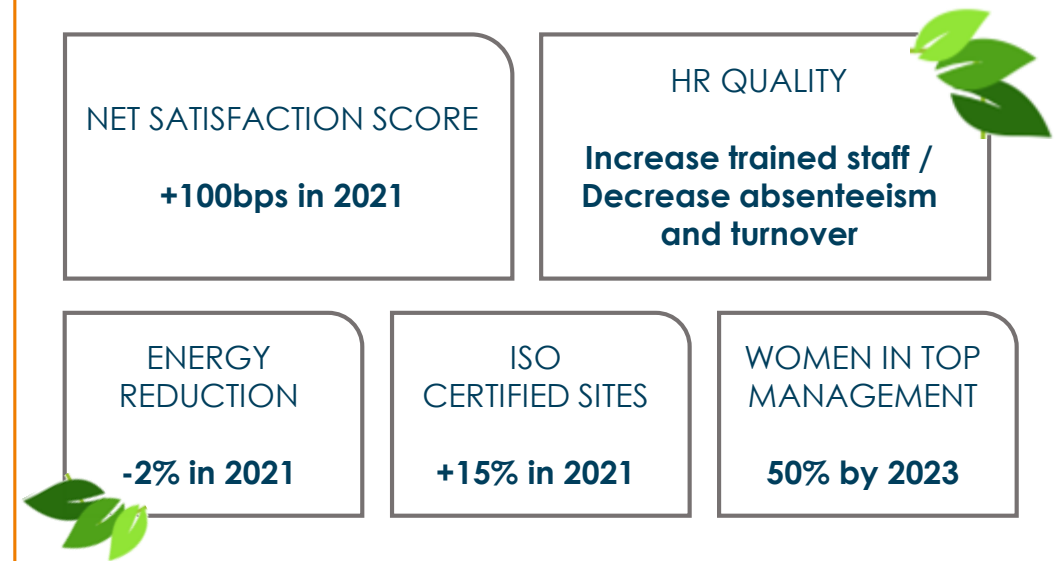 NET SATISFACTION SCORE
+100bps in 2021
HR QUALITY
Increase trained staff /
Decrease absenteeism
and turnover
ENERGY
REDUCTION
-2% in 2021
ISO
CERTIFIED SITES
+15% in 2021
WOMEN IN TOP
MANAGEMENT
50% by 2023